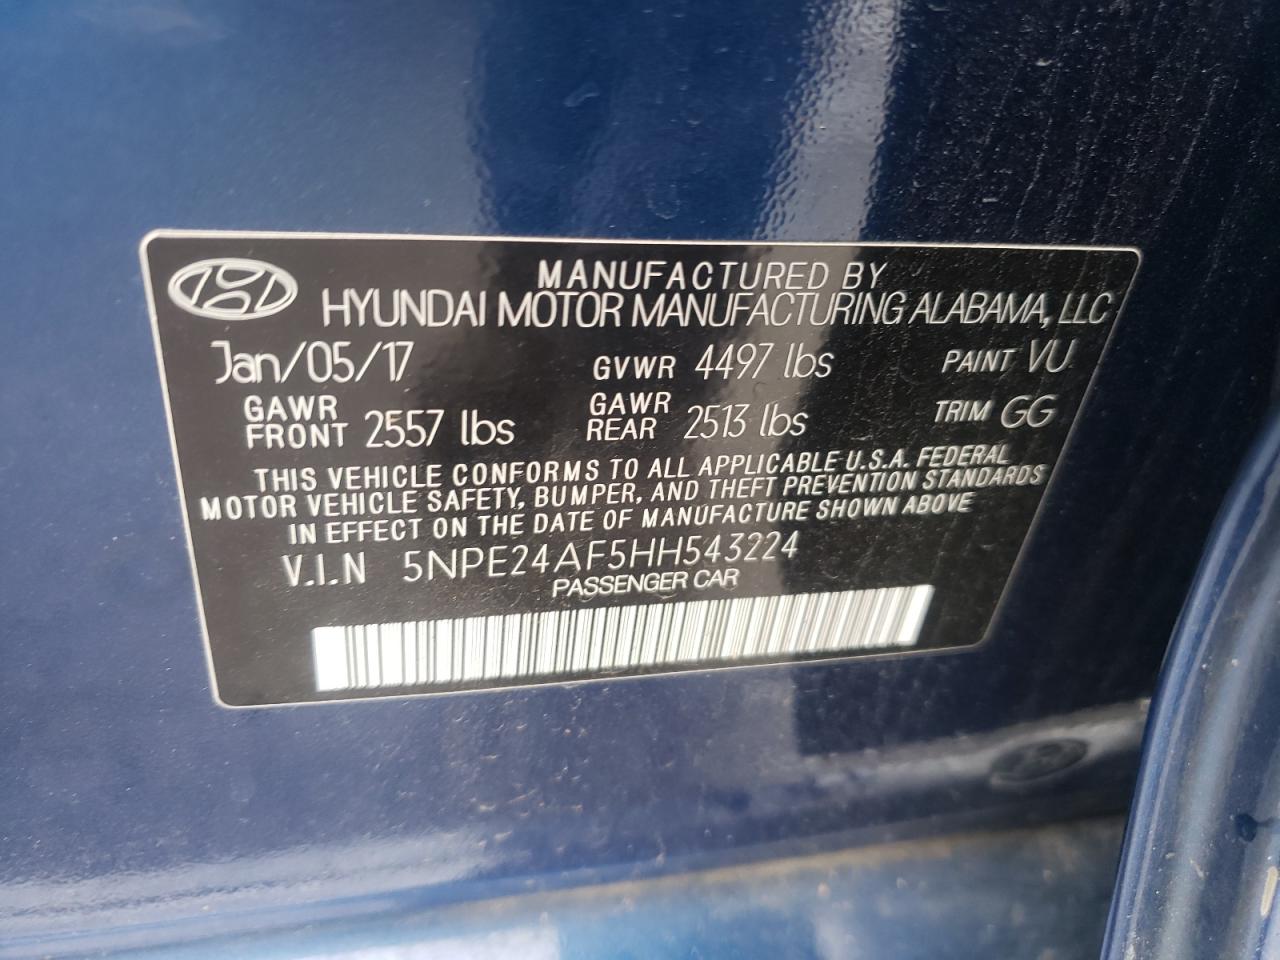 MANUFACTURED BY
HYUNDAI MOTOR MANUFACTURING ALABAMA, LLC
Jan/05/17 GVWR 4497 lbs PAINT VU
GAWR FRONT 2557 lbs GAWR REAR 2513 lbs TRIM GG
THIS VEHICLE CONFORMS TO ALL APPLICABLE U.S.A. FEDERAL
MOTOR VEHICLE SAFETY, BUMPER, AND THEFT PREVENTION STANDARDS
IN EFFECT ON THE DATE OF MANUFACTURE SHOWN ABOVE
V.I.N 5NPE24AF5HH543224
PASSENGER CAR